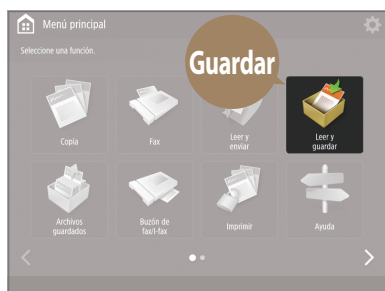 Menú principal
Seleccione una función.
Guardar
Copia
Fax
Leer y
enviar
Leer y
guardar
Archivos
guardados
Buzón de
fax/I-fax
Imprimir
Ayuda